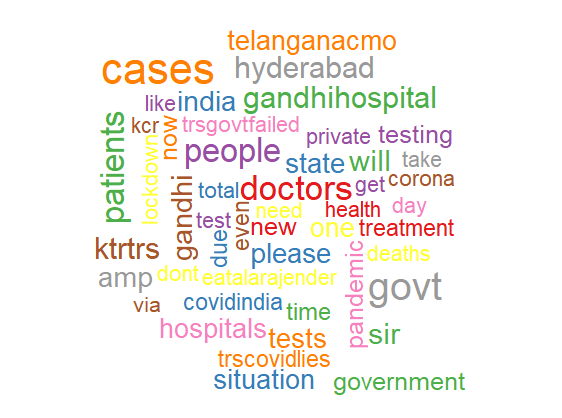 telanganacmo
cases hyderabad
like india gandhihospital
kcr now trsgovtfailed private testing
patients lockdown people state will take
total doctors get corona
gandhi test even need health day
ktrtrs due new one treatment
amp dont please pandemic deaths
eatalarajender govt
via covidindia time
hospitals tests sir
trscovidlies
situation government